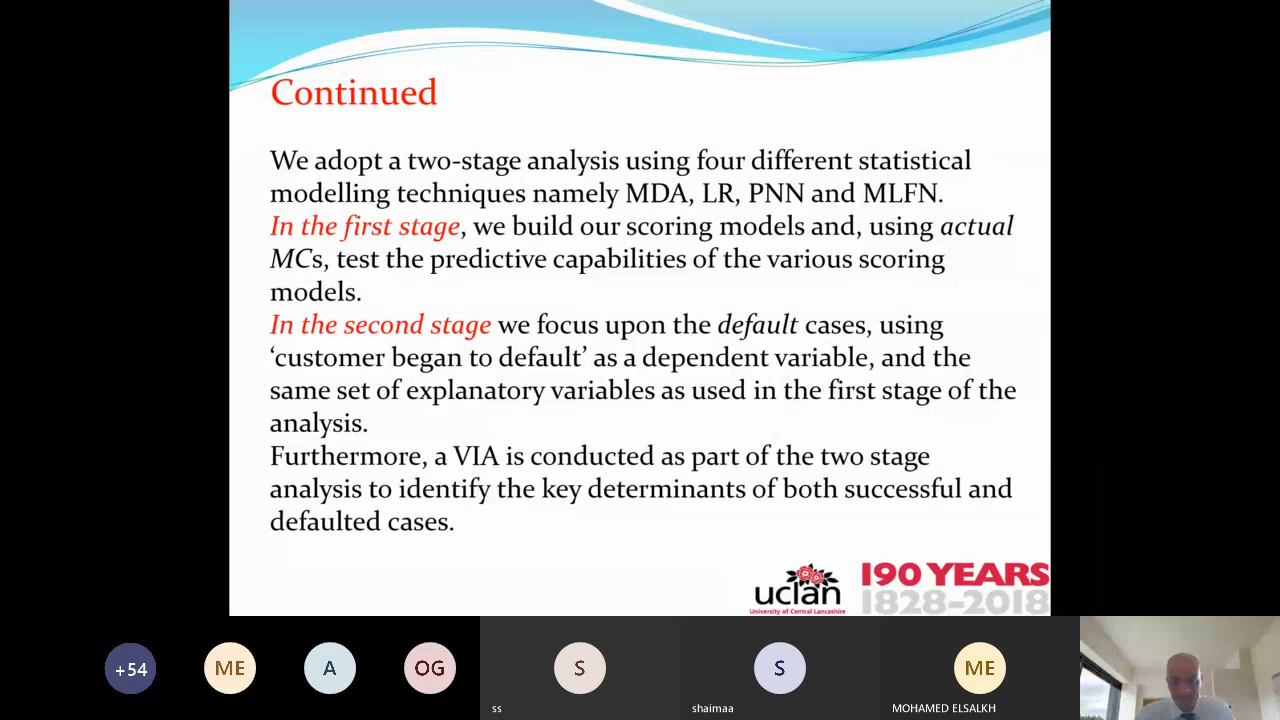 Continued
We adopt a two-stage analysis using four different statistical
modelling techniques namely MDA, LR, PNN and MLFN.
In the first stage, we build our scoring models and, using actual
MCs, test the predictive capabilities of the various scoring
models.
In the second stage we focus upon the default cases, using
‘customer began to default’ as a dependent variable, and the
same set of explanatory variables as used in the first stage of the
analysis.
Furthermore, a VIA is conducted as part of the two stage
analysis to identify the key determinants of both successful and
defaulted cases.
uclan
University of Central Lancashire
190 YEARS
1828-2018
+54
ME
A
OG
S
ss
S
shaimaa
ME
MOHAMED ELSALKH